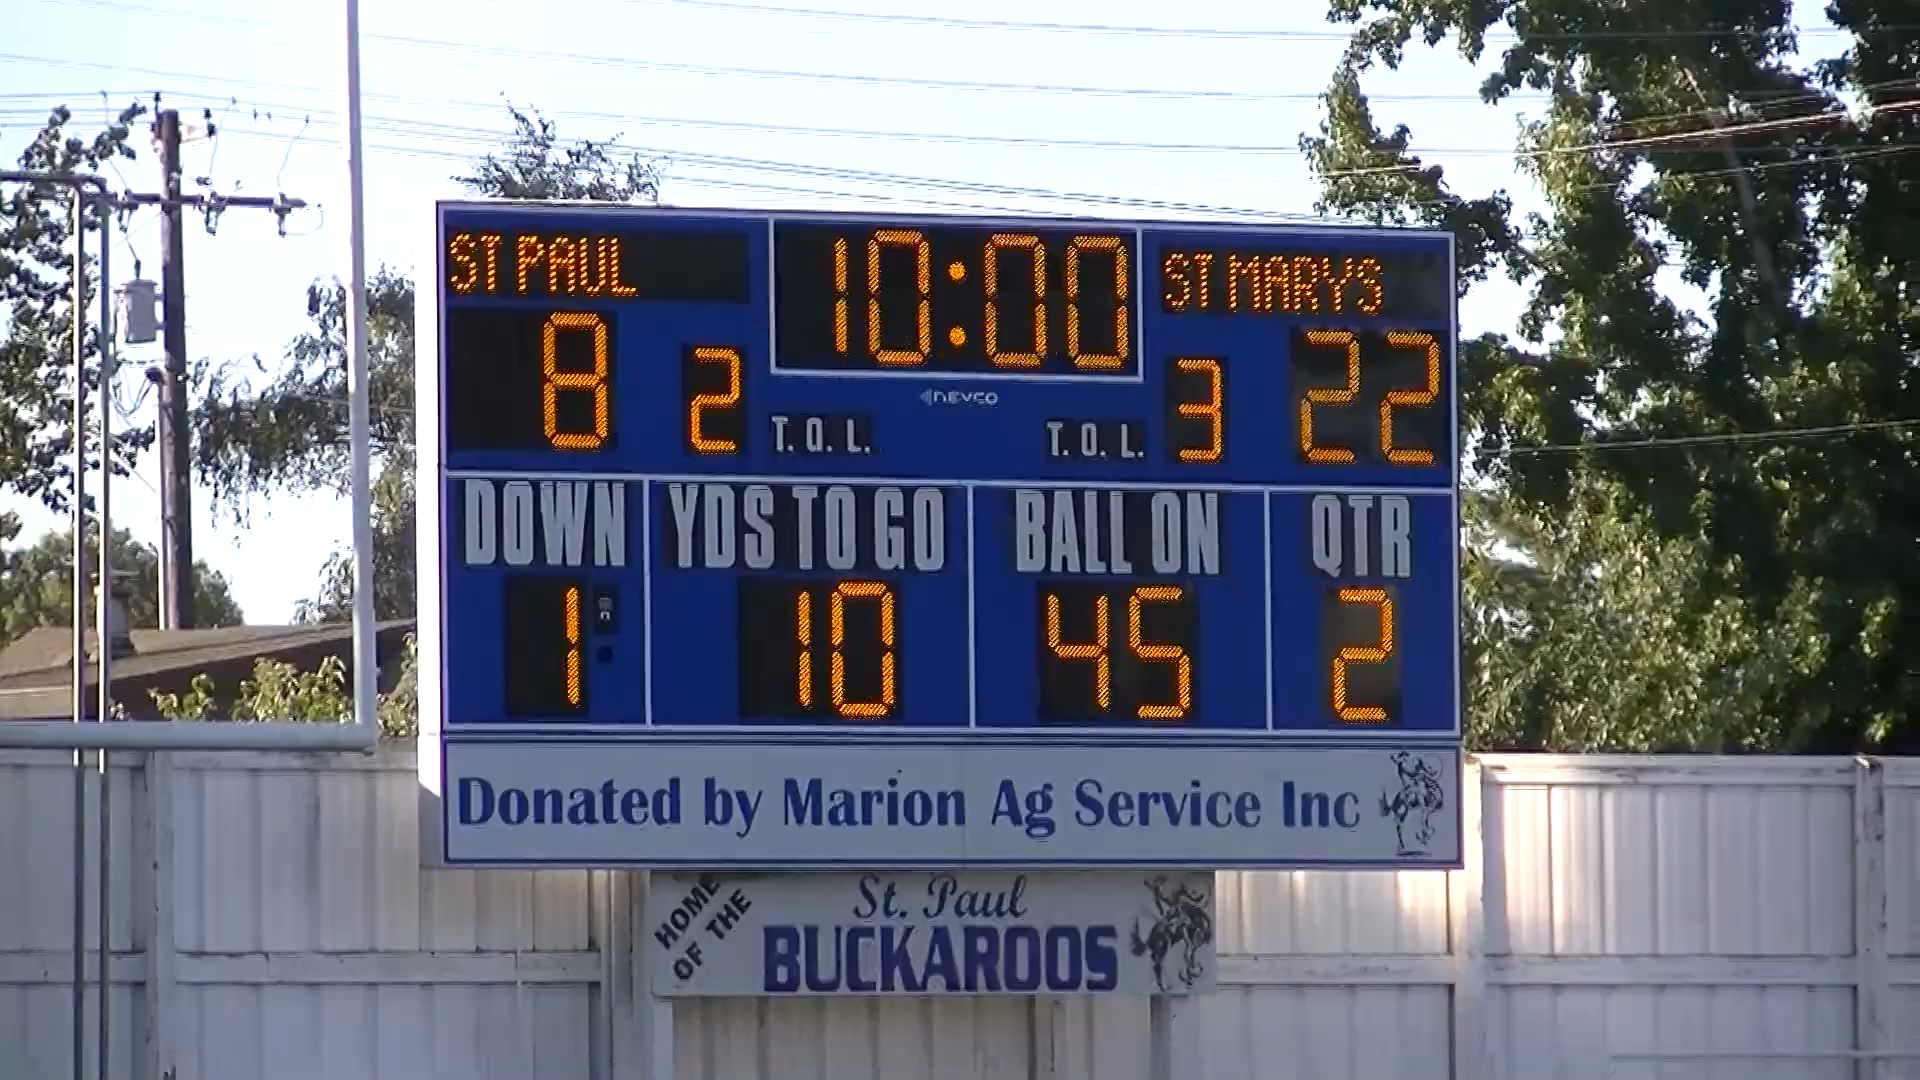 ST PAUL 10:00 ST MARYS
8 2 T. O. L. T. O. L. 3 22
NEVCO
DOWN YDS TO GO BALL ON QTR
1 10 45 2
Donated by Marion Ag Service Inc
HOME OF THE
St. Paul
BUCKAROOS